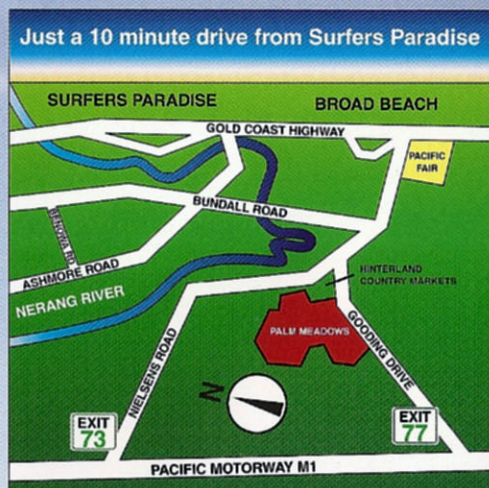 Just a 10 minute drive from Surfers Paradise
SURFERS PARADISE
BROAD BEACH
GOLD COAST HIGHWAY
PACIFIC
FAIR
BUNDALL ROAD
BENOWA RD
ASHMORE ROAD
HINTERLAND
COUNTRY MARKETS
NERANG RIVER
PALM MEADOWS
NIELSENS ROAD
GOODING DRIVE
N
EXIT
73
EXIT
77
PACIFIC MOTORWAY M1